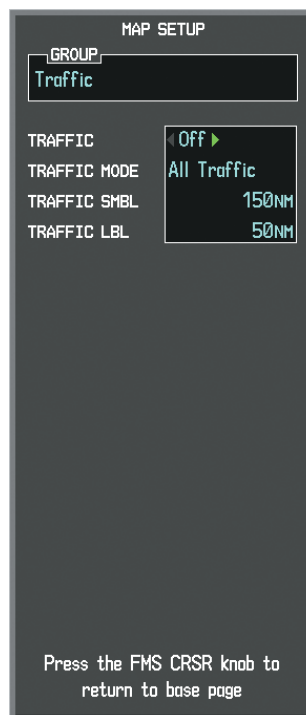 MAP SETUP
GROUP
Traffic
TRAFFIC Off
TRAFFIC MODE All Traffic
TRAFFIC SMBL 150NM
TRAFFIC LBL 50NM
Press the FMS CRSR knob to
return to base page